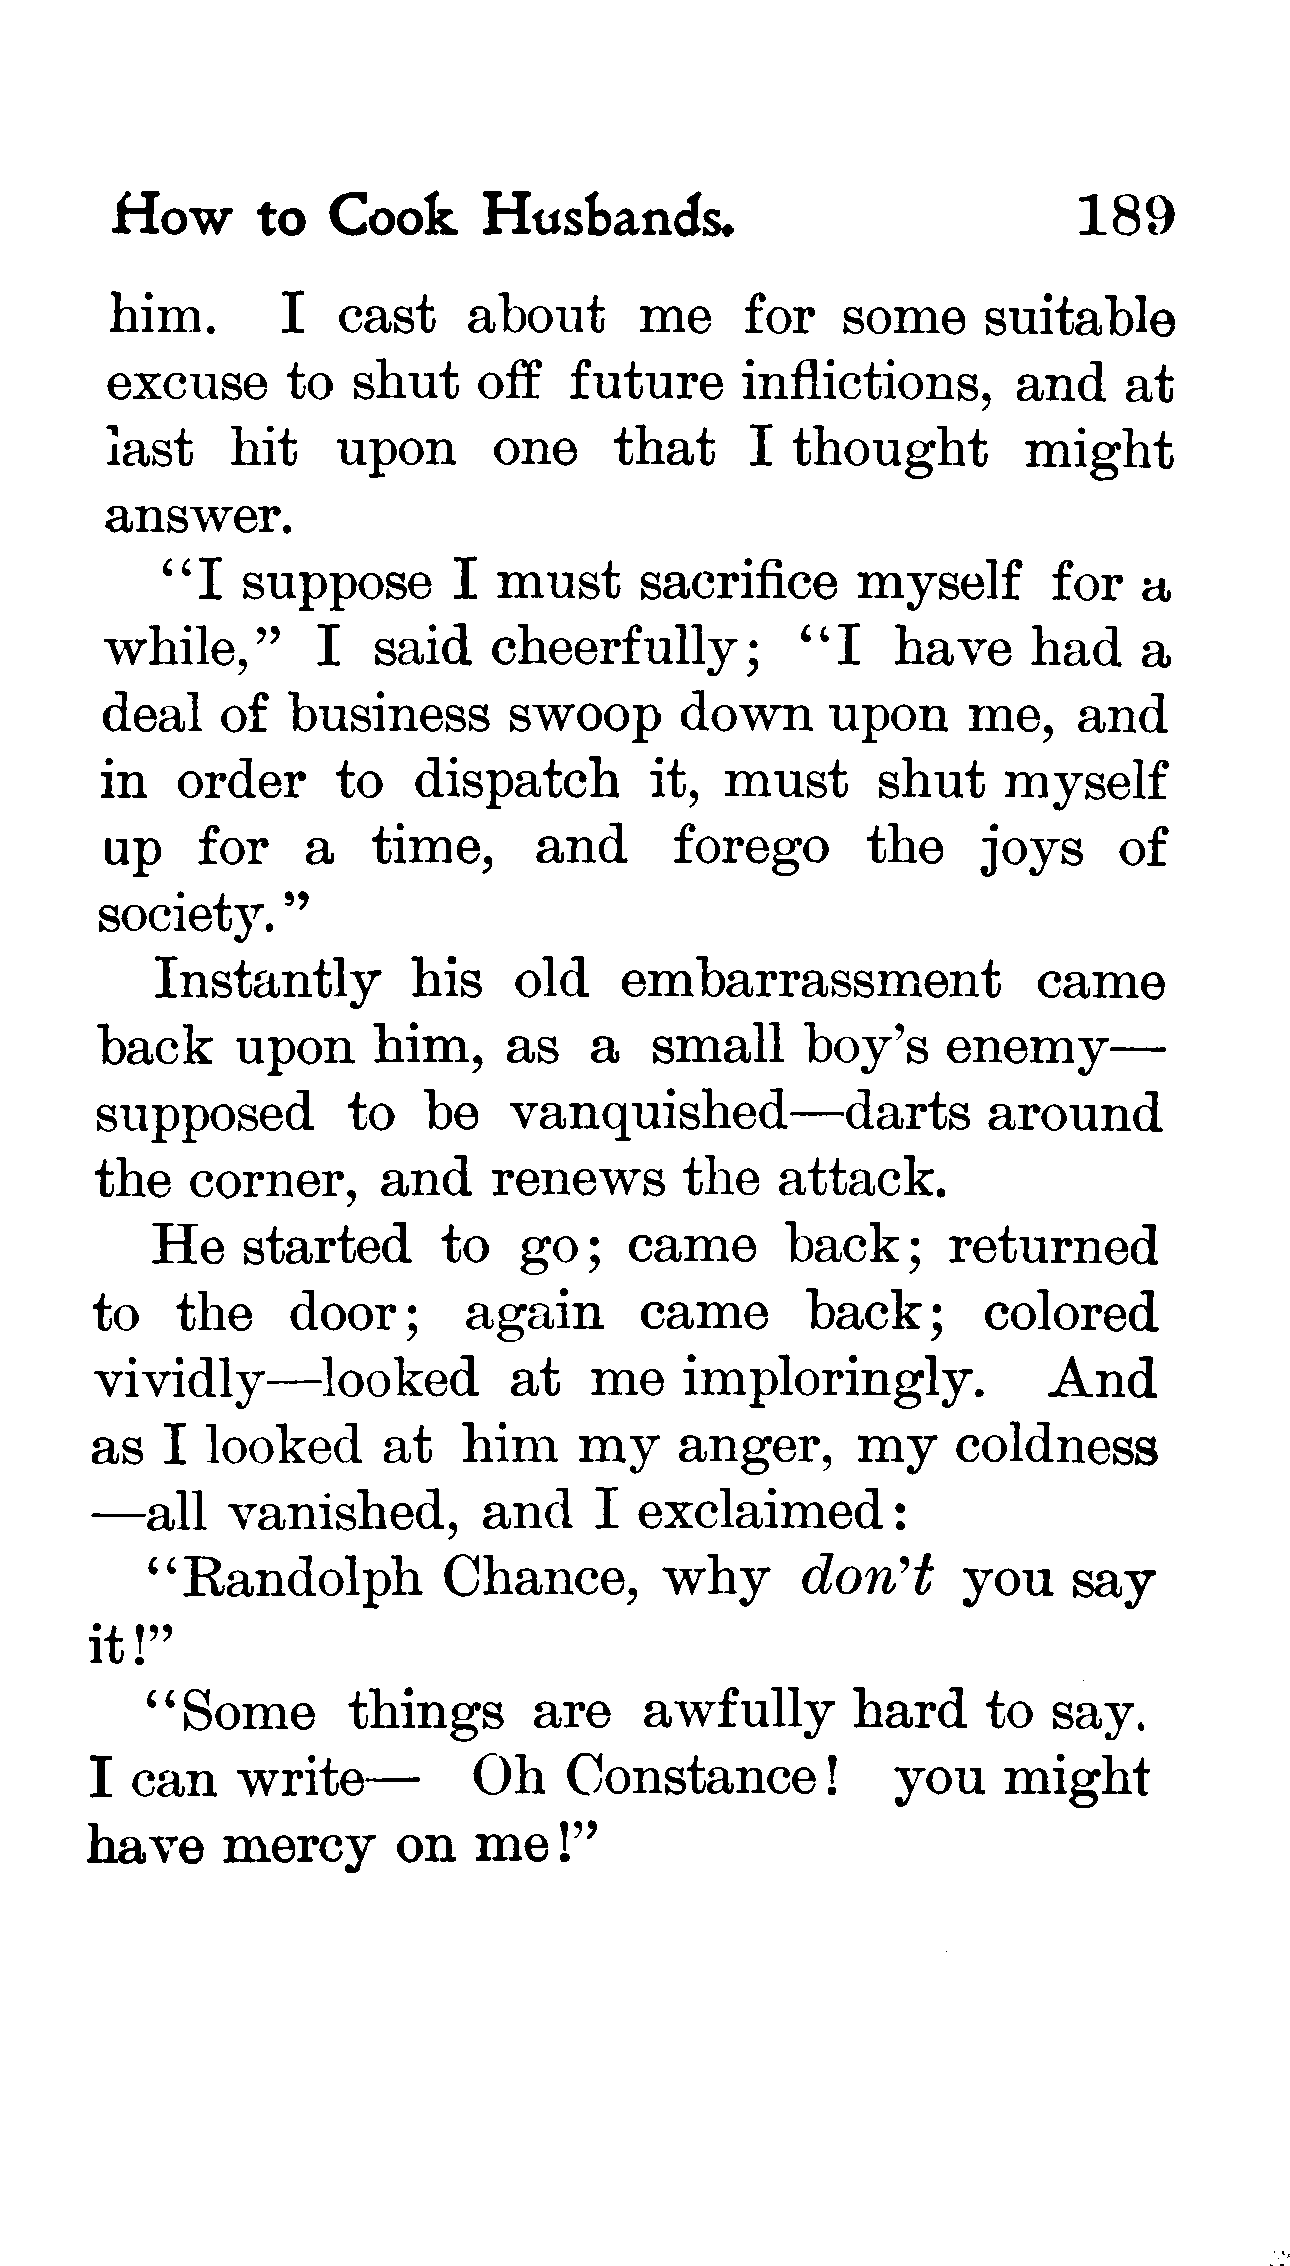 How to Cook Husbands. 189
him. I cast about me for some suitable
excuse to shut off future inflictions, and at
last hit upon one that I thought might
answer.
“I suppose I must sacrifice myself for a
while,” I said cheerfully; “I have had a
deal of business swoop down upon me, and
in order to dispatch it, must shut myself
up for a time, and forego the joys of
society.”
Instantly his old embarrassment came
back upon him, as a small boy’s enemy—
supposed to be vanquished—darts around
the corner, and renews the attack.
He started to go; came back; returned
to the door; again came back; colored
vividly—looked at me imploringly. And
as I looked at him my anger, my coldness
—all vanished, and I exclaimed:
“Randolph Chance, why don’t you say
it!”
“Some things are awfully hard to say.
I can write— Oh Constance! you might
have mercy on me!”